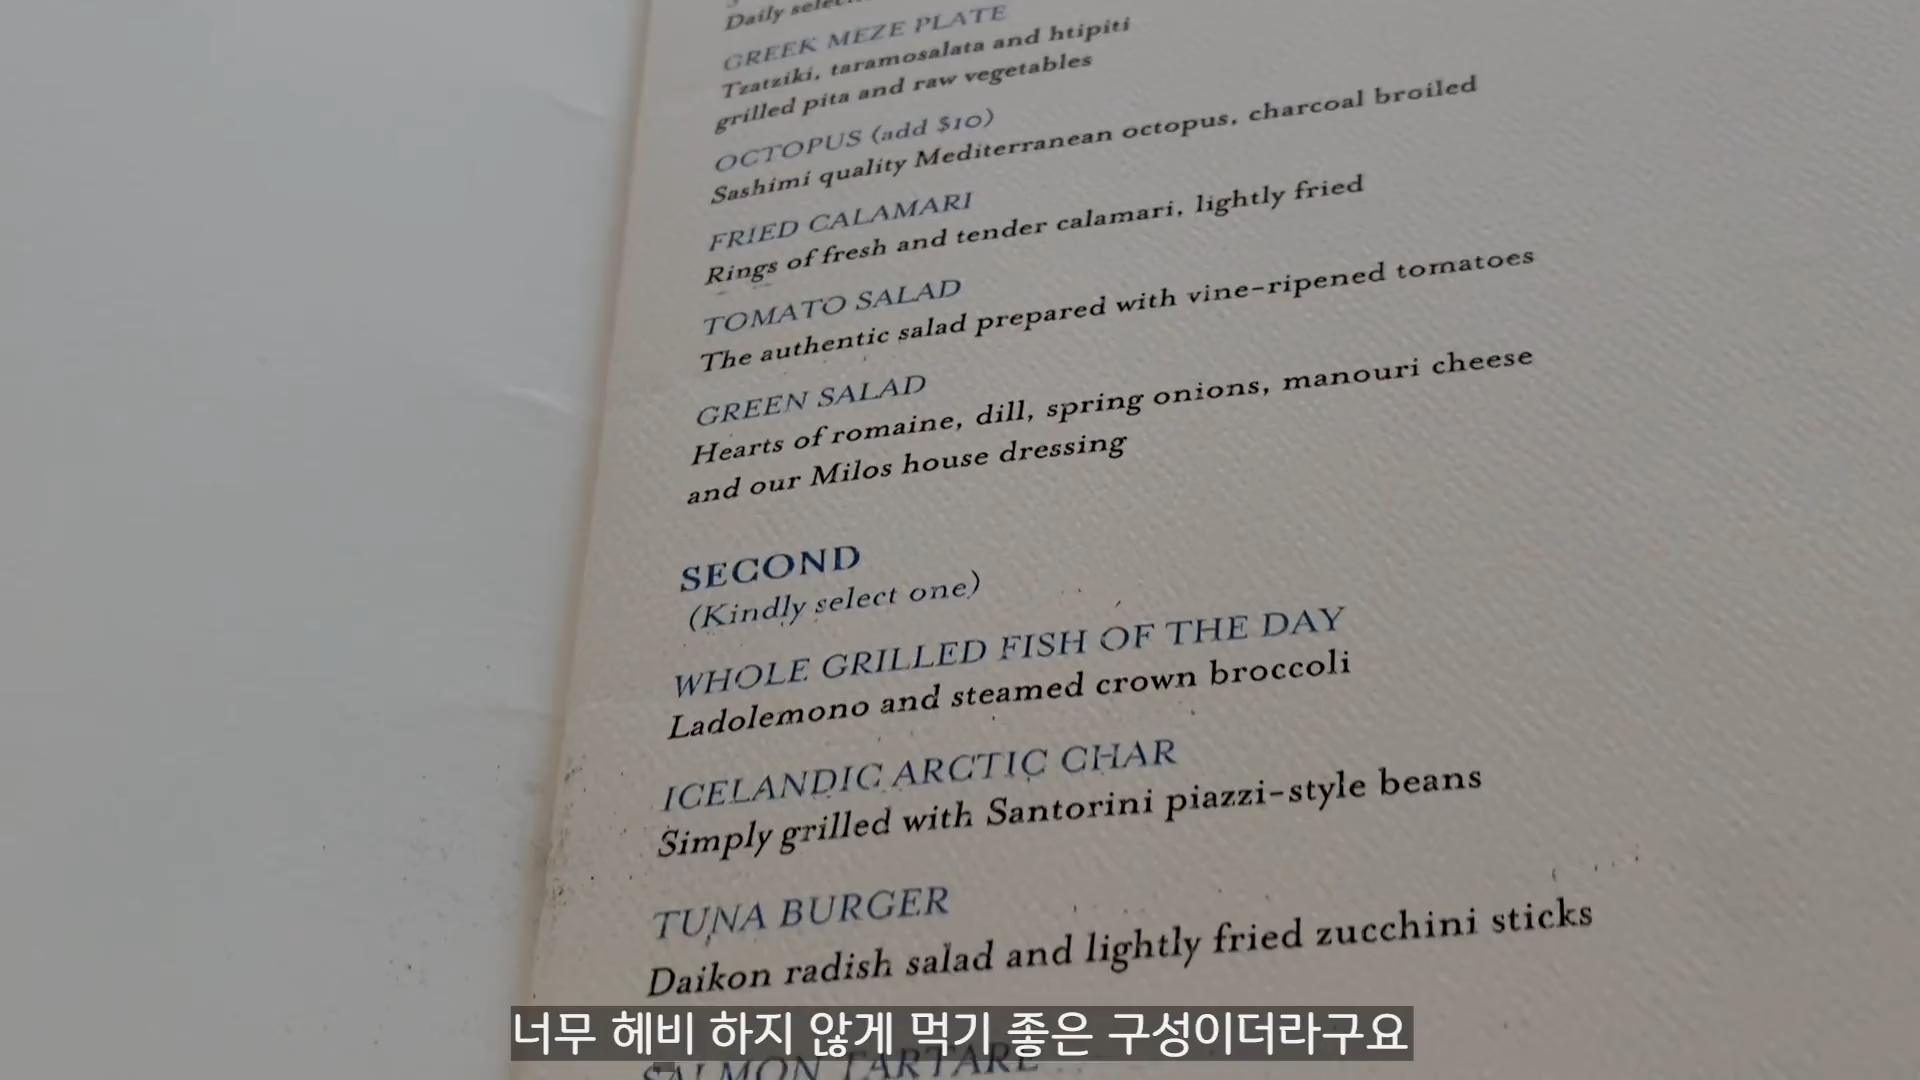 Daily
GREEK MEZE PLATE
Tzatziki, taramosalata and htipiti
grilled pita and raw vegetables
OCTOPUS (add $10)
Sashimi quality Mediterranean octopus, charcoal broiled
FRIED CALAMARI
Rings of fresh and tender calamari, lightly fried
TOMATO SALAD
The authentic salad prepared with vine-ripened tomatoes
GREEN SALAD
Hearts of romaine, dill, spring onions, manouri cheese
and our Milos house dressing
SECOND
(Kindly select one)
WHOLE GRILLED FISH OF THE DAY
Ladolemono and steamed crown broccoli
ICELANDIC ARCTIC CHAR
Simply grilled with Santorini piazzi-style beans
TUNA BURGER
Daikon radish salad and lightly fried zucchini sticks
너무 헤비 하지 않게 먹기 좋은 구성이더라구요
SALMON TARTARE